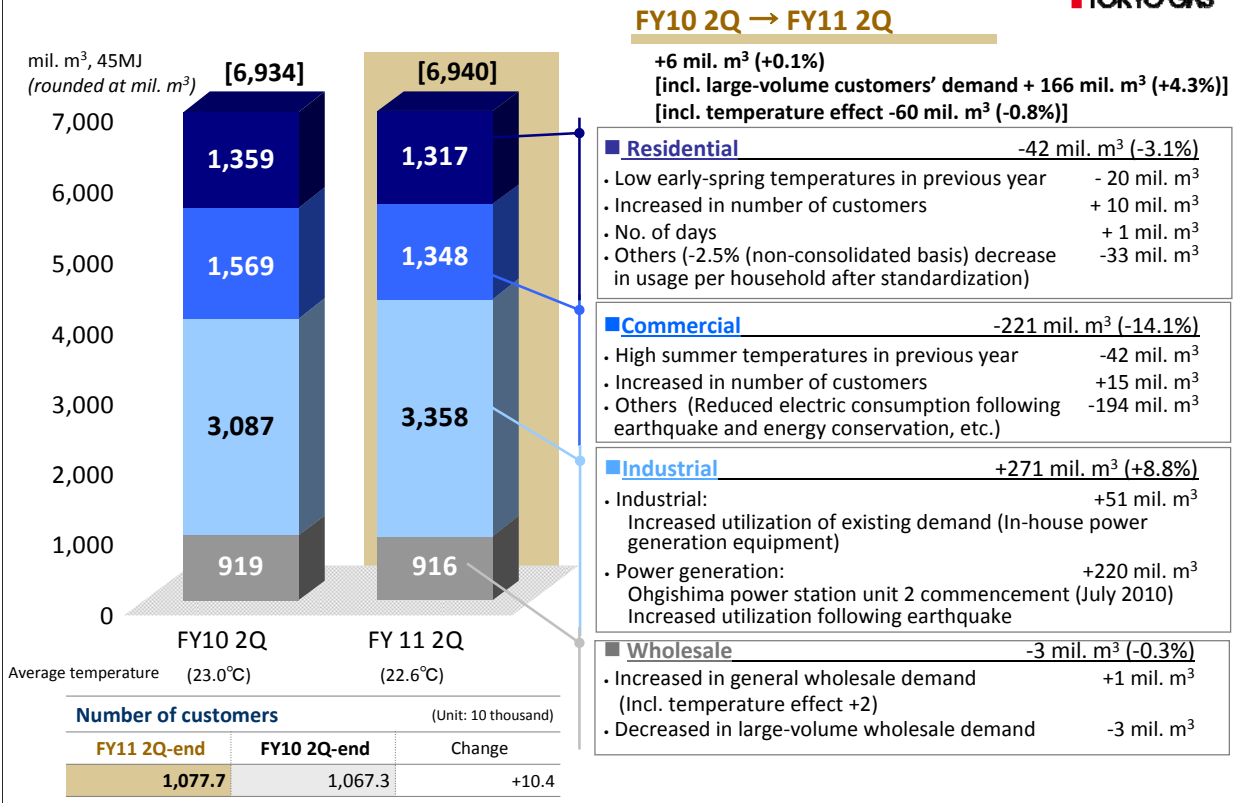 TOKYO GAS
FY10 2Q → FY11 2Q
+6 mil. m³ (+0.1%)
[incl. large-volume customers’ demand + 166 mil. m³ (+4.3%)]
[incl. temperature effect -60 mil. m³ (-0.8%)]
mil. m³, 45MJ
(rounded at mil. m³)
[6,934]
[6,940]
7,000
6,000
5,000
4,000
3,000
2,000
1,000
0
1,359
1,317
1,569
1,348
3,087
3,358
919
916
FY10 2Q
FY 11 2Q
Average temperature (23.0℃) (22.6℃)
Number of customers (Unit: 10 thousand)
FY11 2Q-end FY10 2Q-end Change
1,077.7 1,067.3 +10.4
■ Residential -42 mil. m³ (-3.1%)
・Low early-spring temperatures in previous year - 20 mil. m³
・Increased in number of customers + 10 mil. m³
・No. of days + 1 mil. m³
・Others (-2.5% (non-consolidated basis) decrease -33 mil. m³
in usage per household after standardization)
■Commercial -221 mil. m³ (-14.1%)
・High summer temperatures in previous year -42 mil. m³
・Increased in number of customers +15 mil. m³
・Others (Reduced electric consumption following -194 mil. m³
earthquake and energy conservation, etc.)
■Industrial +271 mil. m³ (+8.8%)
・Industrial: +51 mil. m³
Increased utilization of existing demand (In-house power
generation equipment)
・Power generation: +220 mil. m³
Ohgishima power station unit 2 commencement (July 2010)
Increased utilization following earthquake
■ Wholesale -3 mil. m³ (-0.3%)
・Increased in general wholesale demand +1 mil. m³
(Incl. temperature effect +2)
・Decreased in large-volume wholesale demand -3 mil. m³